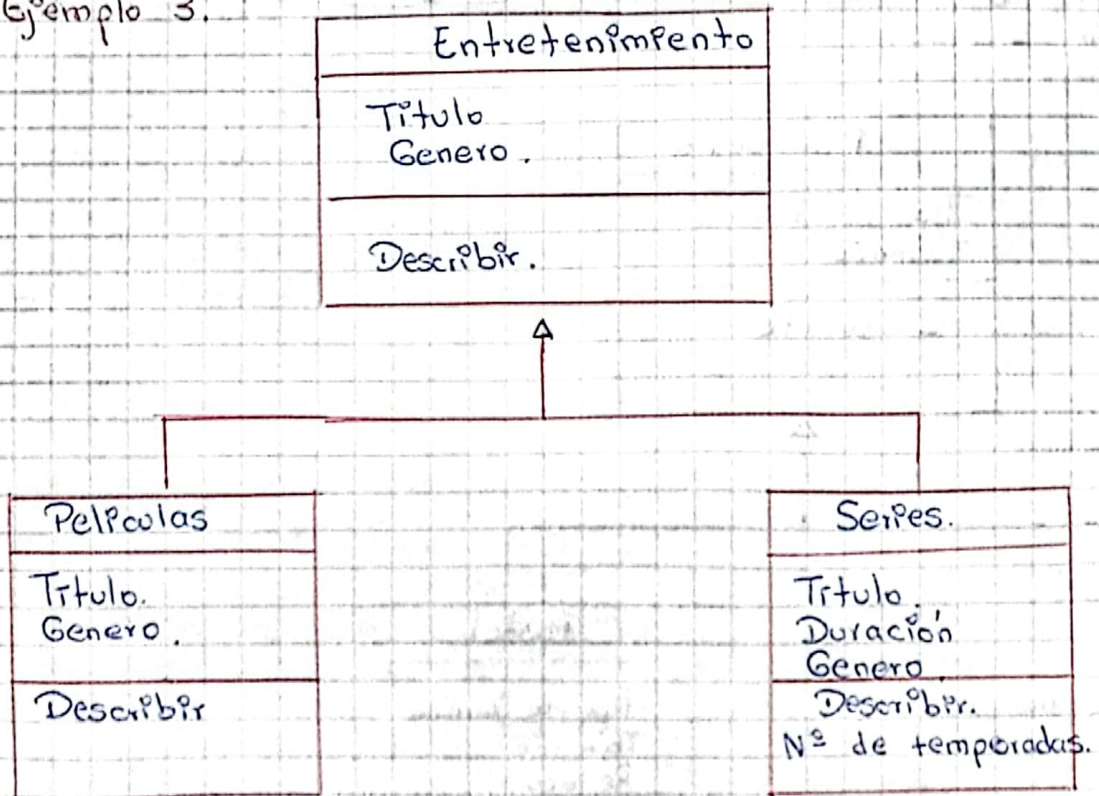 Ejemplo 3.
Entretenimiento
Titulo
Genero.
Describir.
Peliculas
Titulo.
Genero.
Describir
Series.
Titulo.
Duración
Genero.
Describir.
Nº de temporadas.